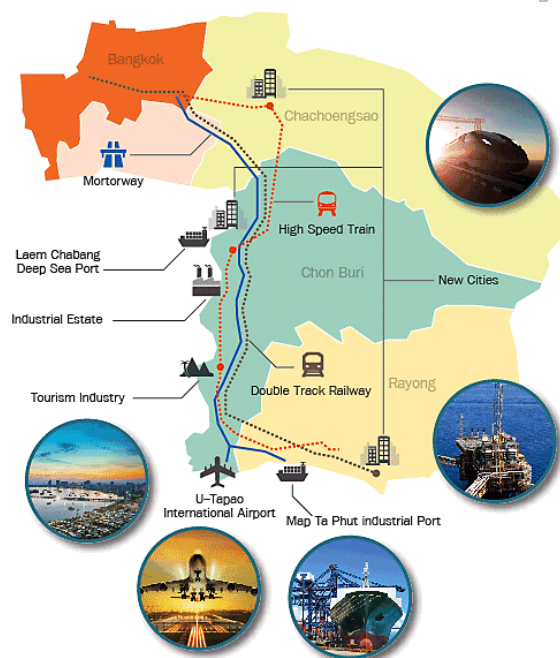 Bangkok
Chachoengsao
Mortorway
High Speed Train
Laem Chabang
Deep Sea Port
Chon Buri
New Cities
Industrial Estate
Double Track Railway
Rayong
Tourism Industry
U-Tapao
International Airport
Map Ta Phut industrial Port